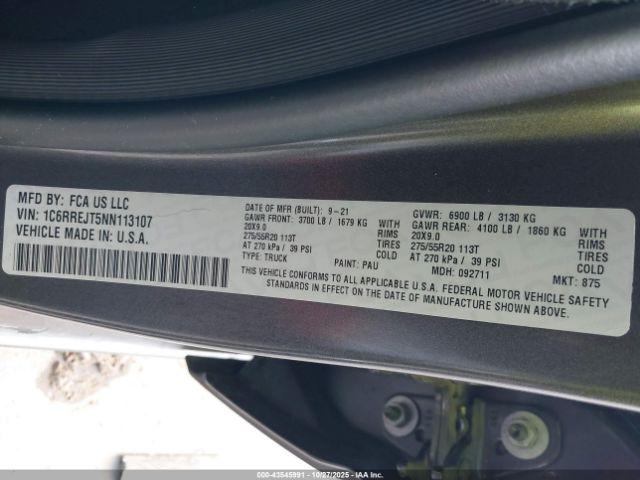 MFD BY: FCA US LLC
VIN: 1C6RREJT5NN113107
VEHICLE MADE IN: U.S.A.
DATE OF MFR (BUILT): 9-21
GAWR FRONT: 3700 LB / 1679 KG WITH
20X9.0 RIMS
275/55R20 113T TIRES
AT 270 kPa / 39 PSI COLD
TYPE: TRUCK PAINT: PAU
GVWR: 6900 LB / 3130 KG
GAWR REAR: 4100 LB / 1860 KG WITH
20X9.0 RIMS
275/55R20 113T TIRES
AT 270 kPa / 39 PSI COLD
MDH: 092711 MKT: 875
THIS VEHICLE CONFORMS TO ALL APPLICABLE U.S.A. FEDERAL MOTOR VEHICLE SAFETY
STANDARDS IN EFFECT ON THE DATE OF MANUFACTURE SHOWN ABOVE.
000-43545991 - 10/27/2025 - IAAI.com